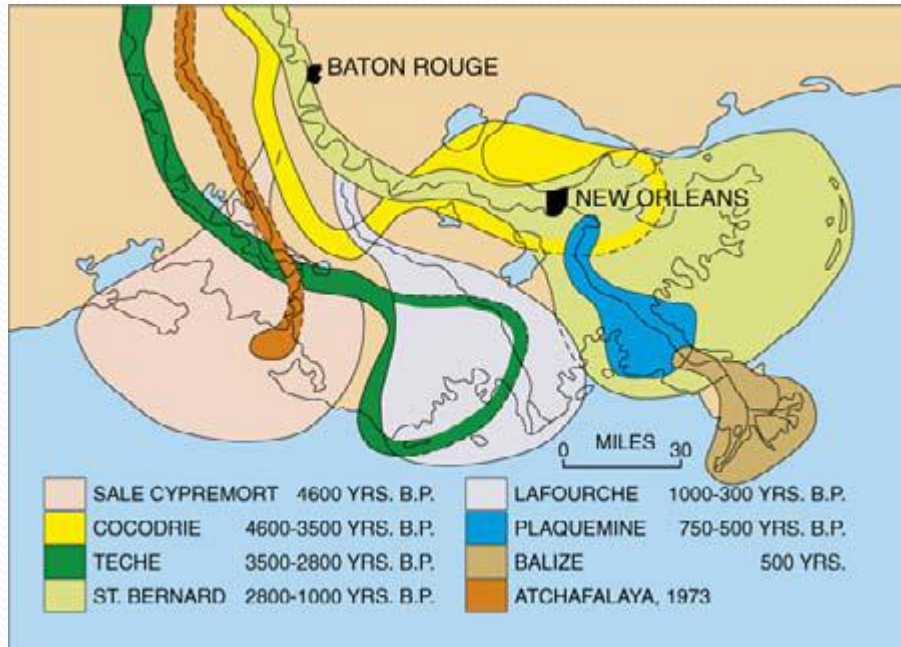 BATON ROUGE
NEW ORLEANS
0 MILES 30
SALE CYPREMORT 4600 YRS. B.P.
COCODRIE 4600-3500 YRS. B.P.
TECHE 3500-2800 YRS. B.P.
ST. BERNARD 2800-1000 YRS. B.P.
LAFOURCHE 1000-300 YRS. B.P.
PLAQUEMINE 750-500 YRS. B.P.
BALIZE 500 YRS.
ATCHAFALAYA, 1973